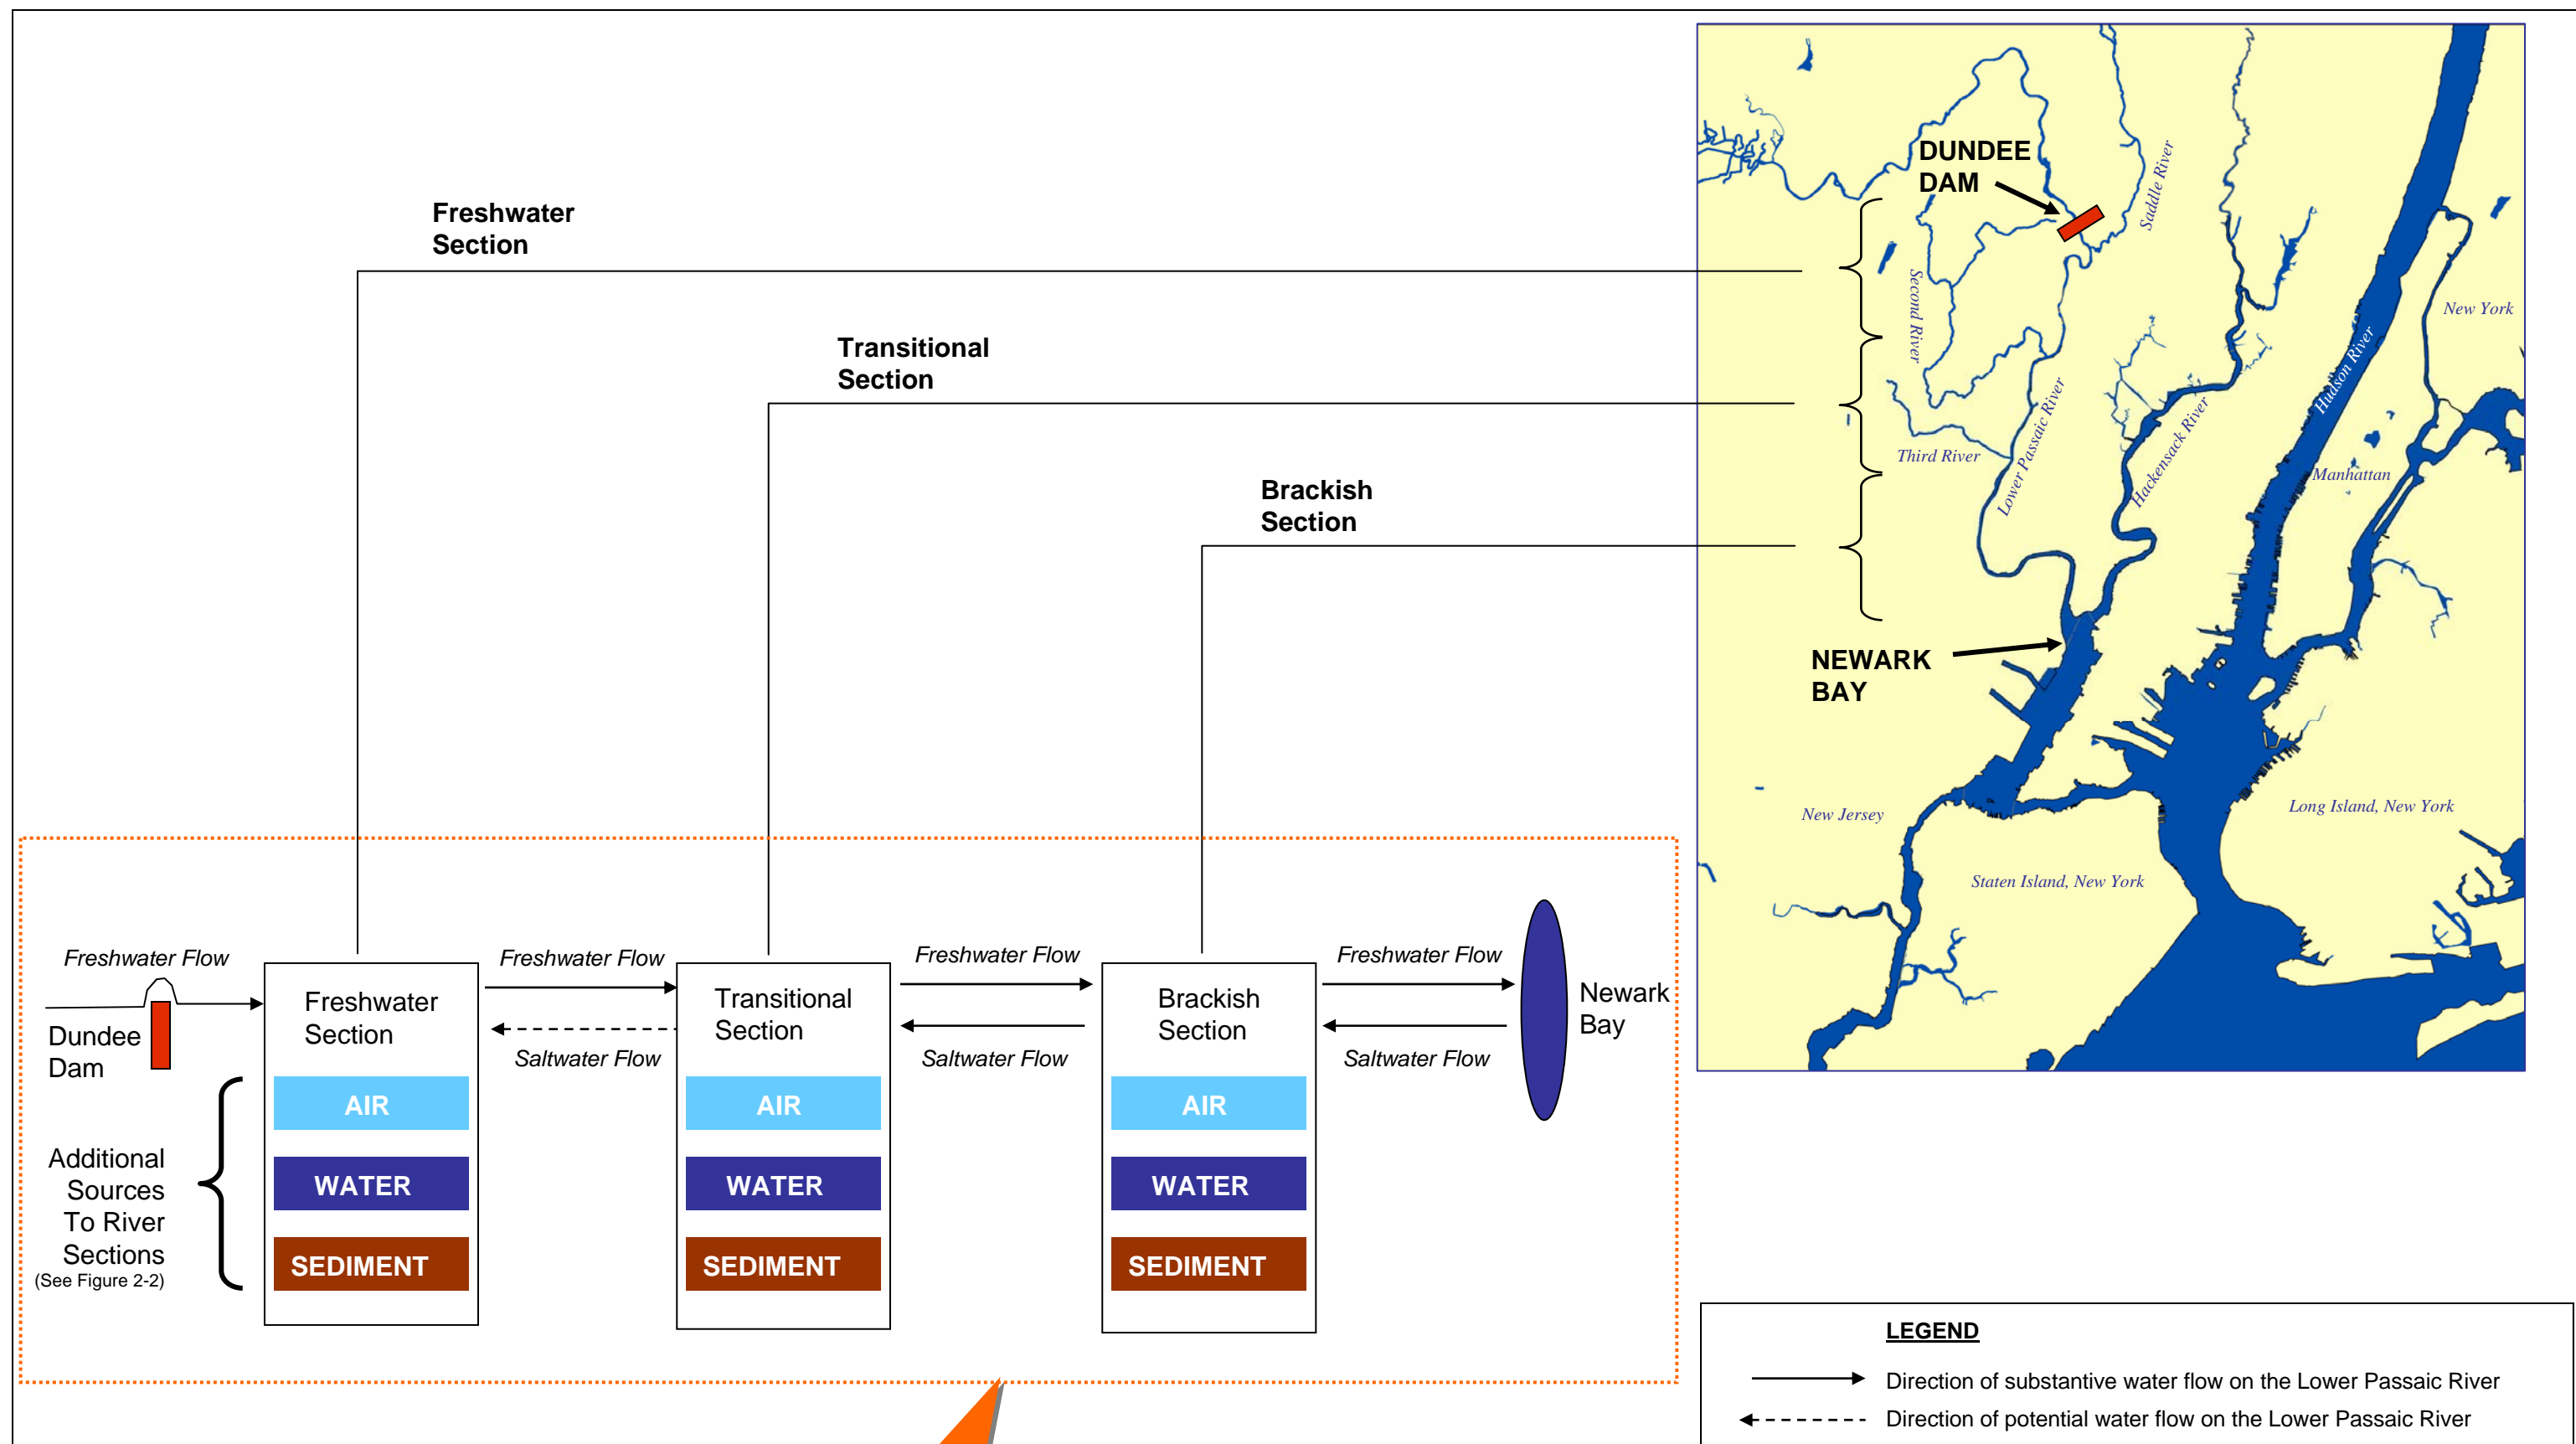 Freshwater
Section
Transitional
Section
Brackish
Section
DUNDEE
DAM
Saddle River
Second River
New York
Hudson River
Lower Passaic River
Hackensack River
Third River
Manhattan
NEWARK
BAY
New Jersey
Long Island, New York
Staten Island, New York
Freshwater Flow
Dundee
Dam
Freshwater
Section
AIR
WATER
SEDIMENT
Additional
Sources
To River
Sections
(See Figure 2-2)
Freshwater Flow
Saltwater Flow
Transitional
Section
AIR
WATER
SEDIMENT
Freshwater Flow
Saltwater Flow
Brackish
Section
AIR
WATER
SEDIMENT
Freshwater Flow
Saltwater Flow
Newark
Bay
LEGEND
Direction of substantive water flow on the Lower Passaic River
Direction of potential water flow on the Lower Passaic River